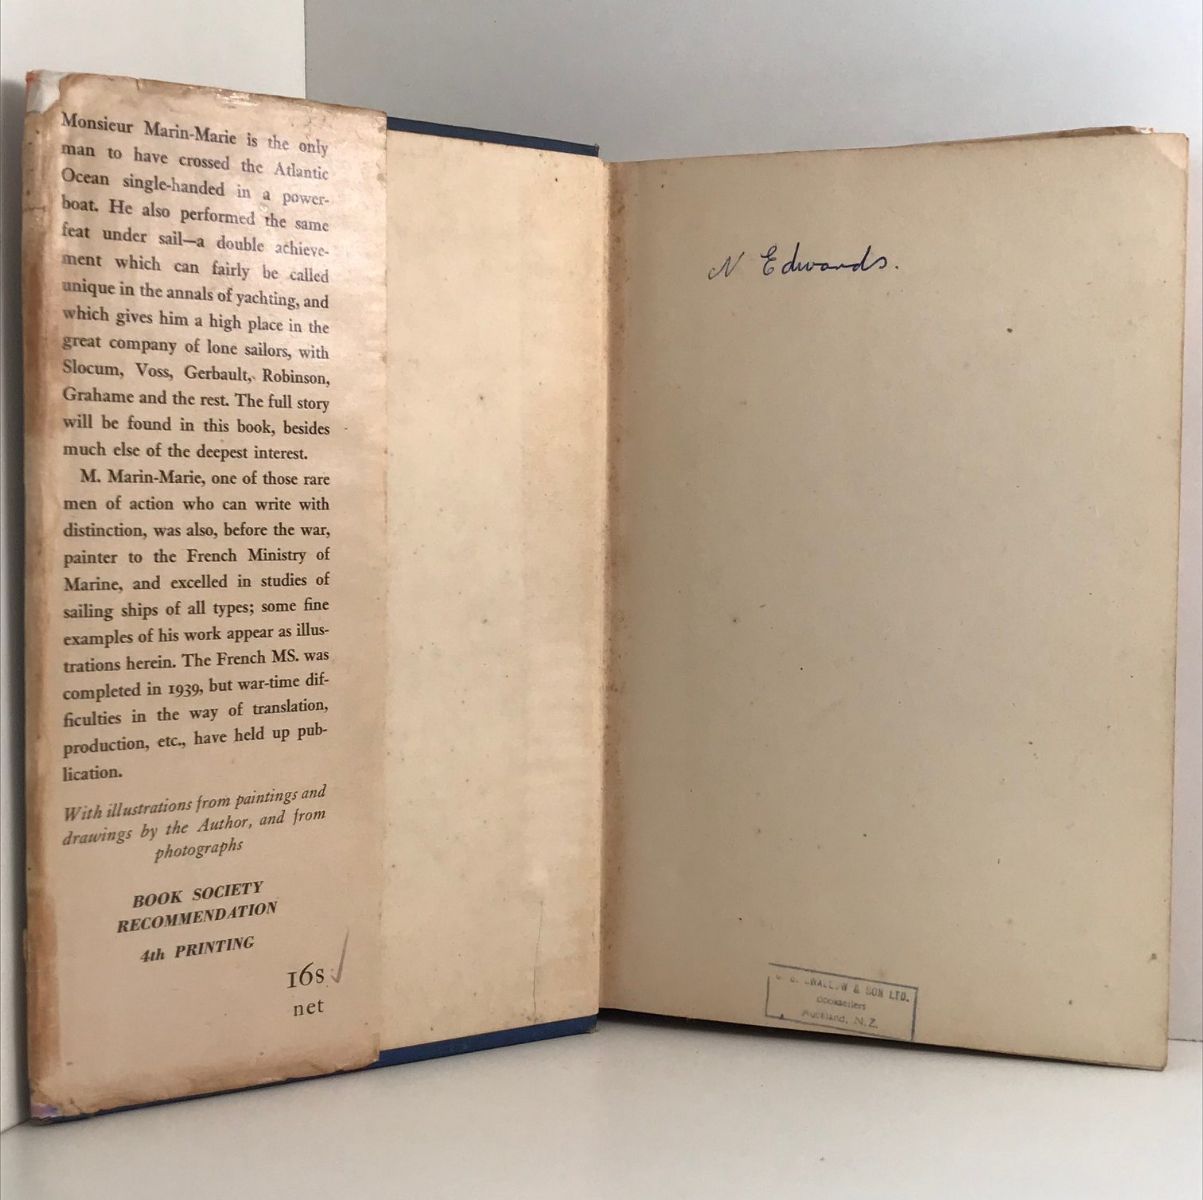 Monsieur Marin-Marie is the only
man to have crossed the Atlantic
Ocean single-handed in a power-
boat. He also performed the same
feat under sail—a double achieve-
ment which can fairly be called
unique in the annals of yachting, and
which gives him a high place in the
great company of lone sailors, with
Slocum, Voss, Gerbault, Robinson,
Grahame and the rest. The full story
will be found in this book, besides
much else of the deepest interest.
M. Marin-Marie, one of those rare
men of action who can write with
distinction, was also, before the war,
painter to the French Ministry of
Marine, and excelled in studies of
sailing ships of all types; some fine
examples of his work appear as illus-
trations herein. The French MS. was
completed in 1939, but war-time dif-
ficulties in the way of translation,
production, etc., have held up pub-
lication.
With illustrations from paintings and
drawings by the Author, and from
photographs
BOOK SOCIETY
RECOMMENDATION
4th PRINTING
16s
net
N Edwards.
& SON LTD.
Booksellers
Auckland, N.Z.